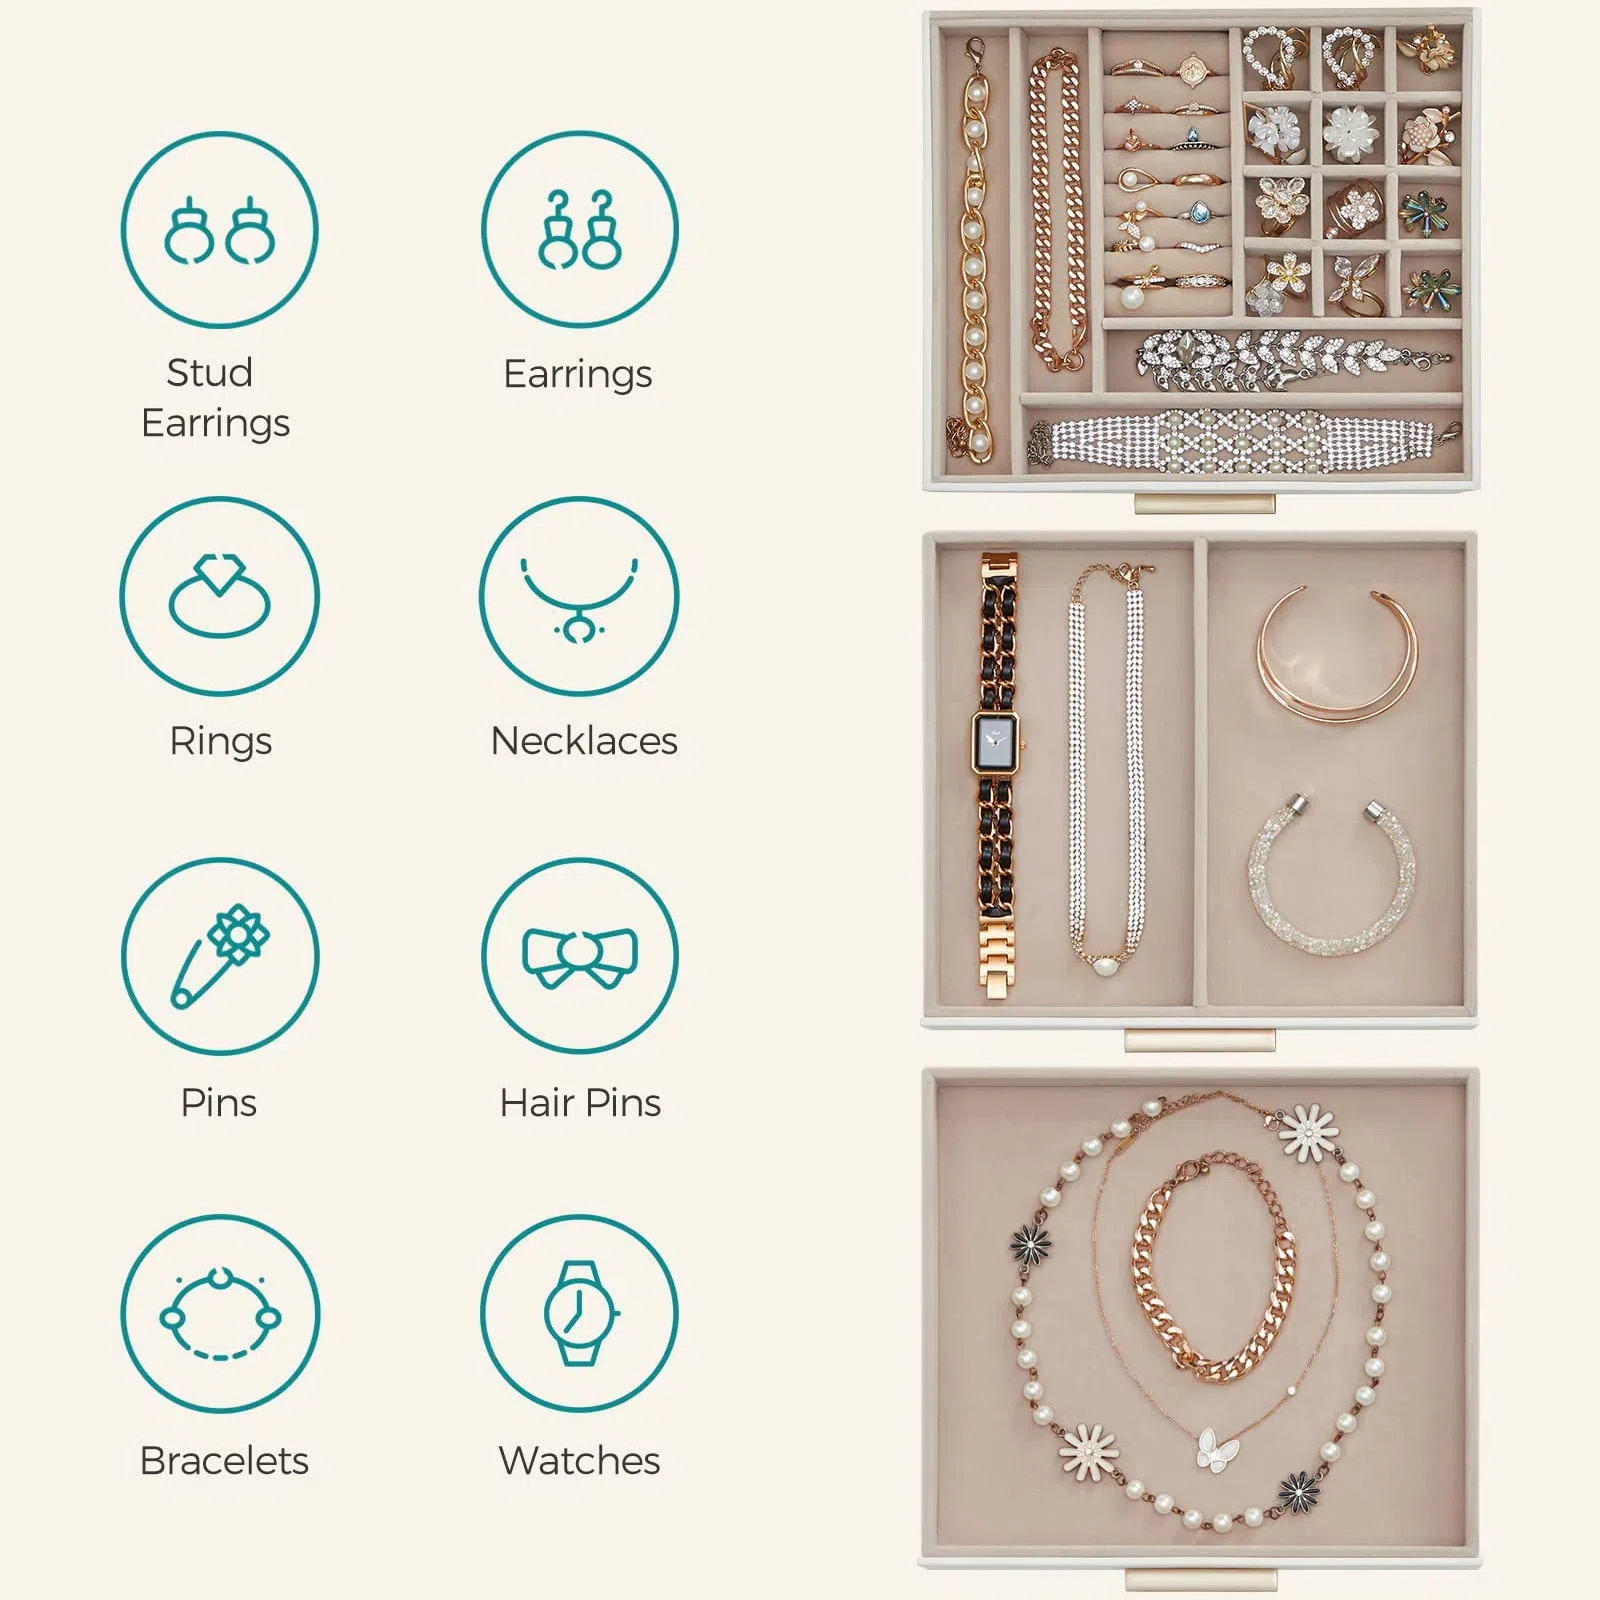 Stud
Earrings
Earrings
Rings
Necklaces
Pins
Hair Pins
Bracelets
Watches